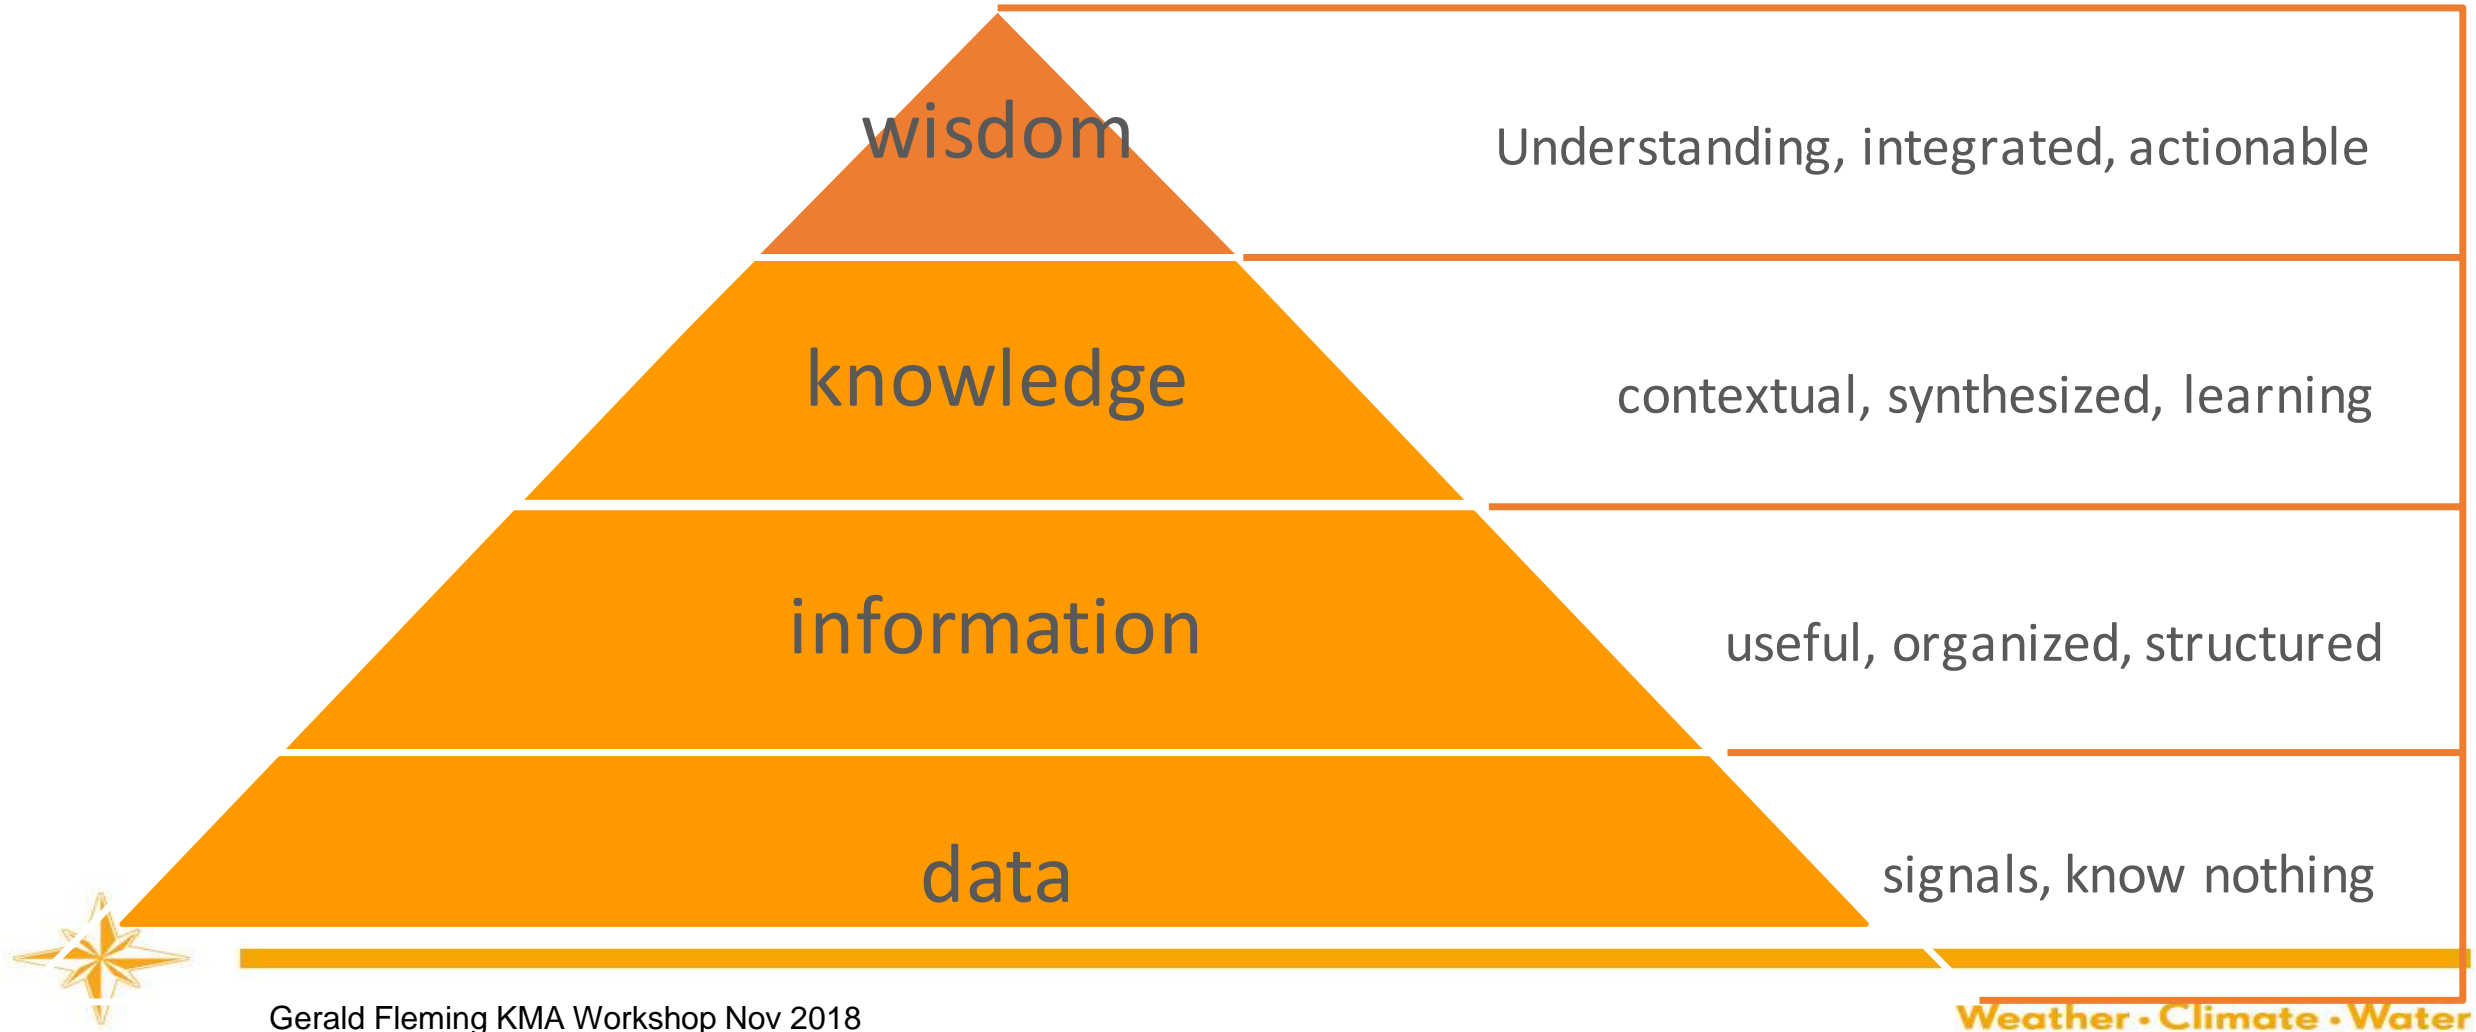 wisdom
Understanding, integrated, actionable
knowledge
contextual, synthesized, learning
information
useful, organized, structured
data
signals, know nothing
Gerald Fleming KMA Workshop Nov 2018
Weather • Climate • Water